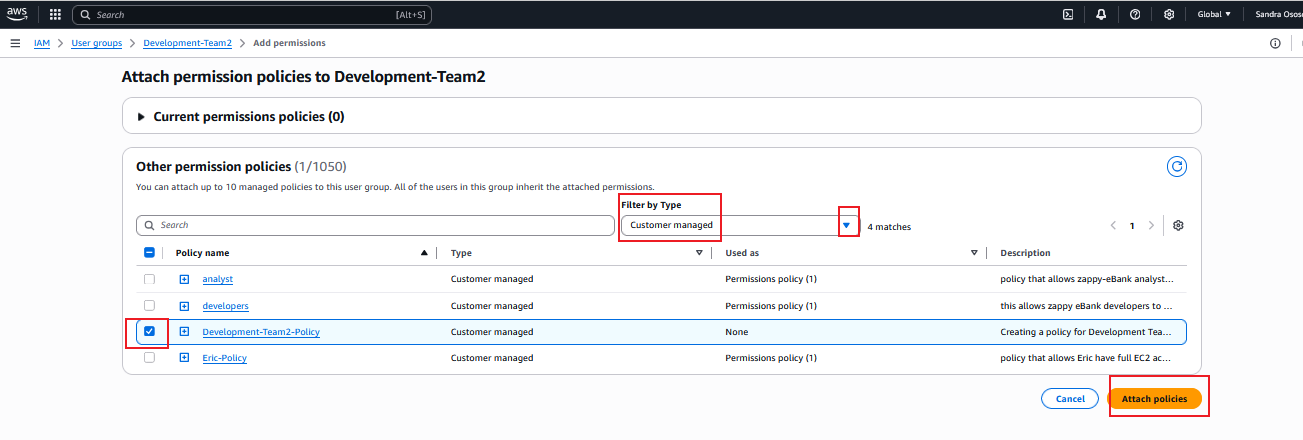 aws Search [Alt+S] Global Sandra Ososo
IAM User groups Development-Team2 Add permissions
Attach permission policies to Development-Team2
Current permissions policies (0)
Other permission policies (1/1050)
You can attach up to 10 managed policies to this user group. All of the users in this group inherit the attached permissions.
Filter by Type
Search Customer managed 4 matches 1
Policy name Type Used as Description
analyst Customer managed Permissions policy (1) policy that allows zappy-eBank analyst...
developers Customer managed Permissions policy (1) this allows zappy eBank developers to ...
Development-Team2-Policy Customer managed None Creating a policy for Development Tea...
Eric-Policy Customer managed Permissions policy (1) policy that allows Eric have full EC2 ac...
Cancel Attach policies